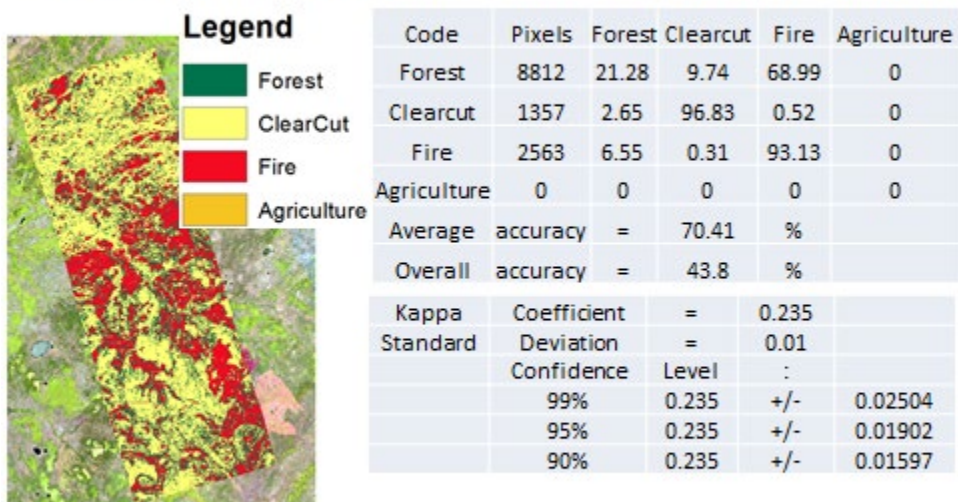 Legend
Forest
ClearCut
Fire
Agriculture
Code Pixels Forest Clearcut Fire Agriculture
Forest 8812 21.28 9.74 68.99 0
Clearcut 1357 2.65 96.83 0.52 0
Fire 2563 6.55 0.31 93.13 0
Agriculture 0 0 0 0 0
Average accuracy = 70.41 %
Overall accuracy = 43.8 %
Kappa Coefficient = 0.235
Standard Deviation = 0.01
Confidence Level :
99% 0.235 +/- 0.02504
95% 0.235 +/- 0.01902
90% 0.235 +/- 0.01597